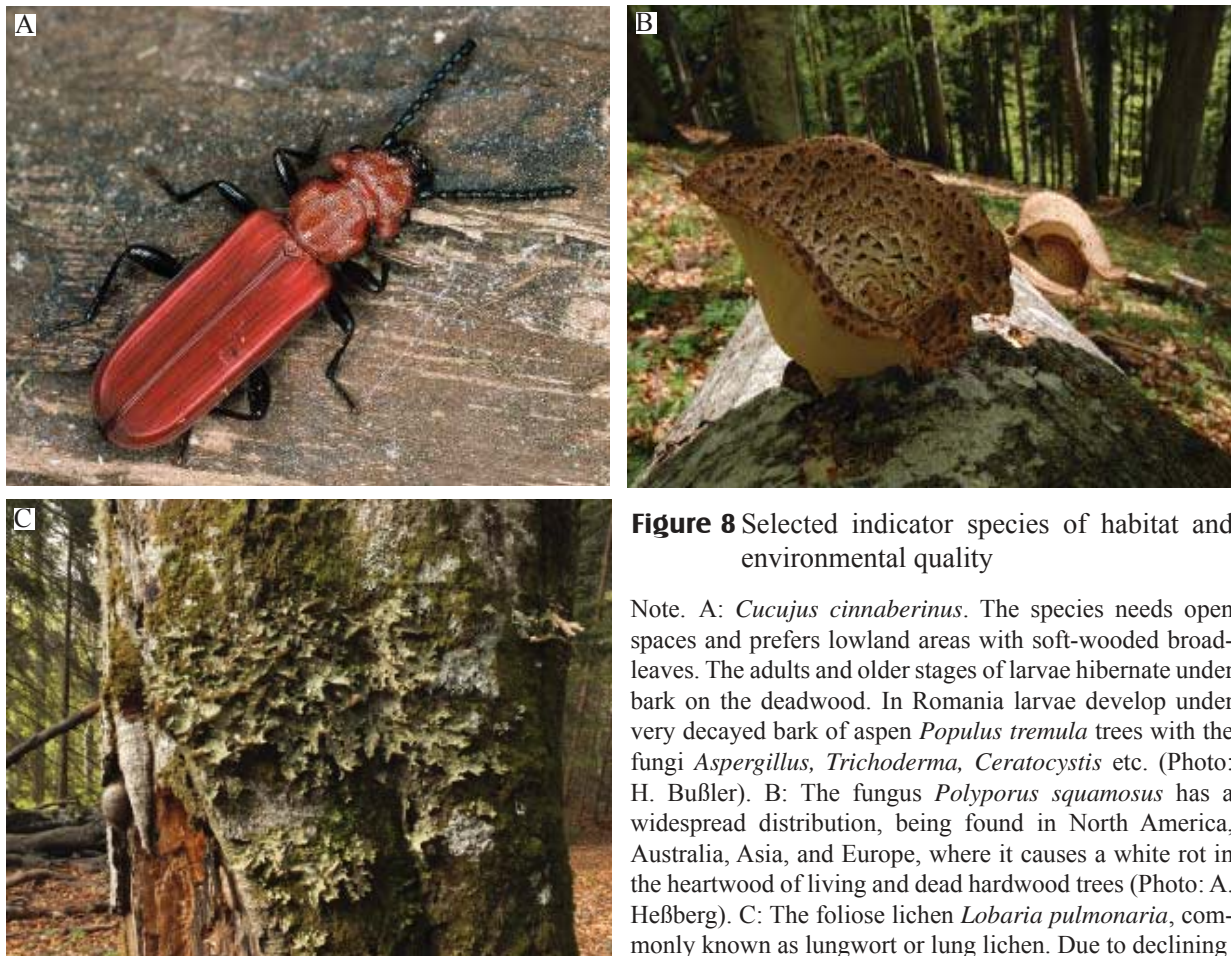 A
B
C
Figure 8 Selected indicator species of habitat and
environmental quality
Note. A: Cucujus cinnaberinus. The species needs open
spaces and prefers lowland areas with soft-wooded broad-
leaves. The adults and older stages of larvae hibernate under
bark on the deadwood. In Romania larvae develop under
very decayed bark of aspen Populus tremula trees with the
fungi Aspergillus, Trichoderma, Ceratocystis etc. (Photo:
H. Bußler). B: The fungus Polyporus squamosus has a
widespread distribution, being found in North America,
Australia, Asia, and Europe, where it causes a white rot in
the heartwood of living and dead hardwood trees (Photo: A.
Heßberg). C: The foliose lichen Lobaria pulmonaria, com-
monly known as lungwort or lung lichen. Due to declining